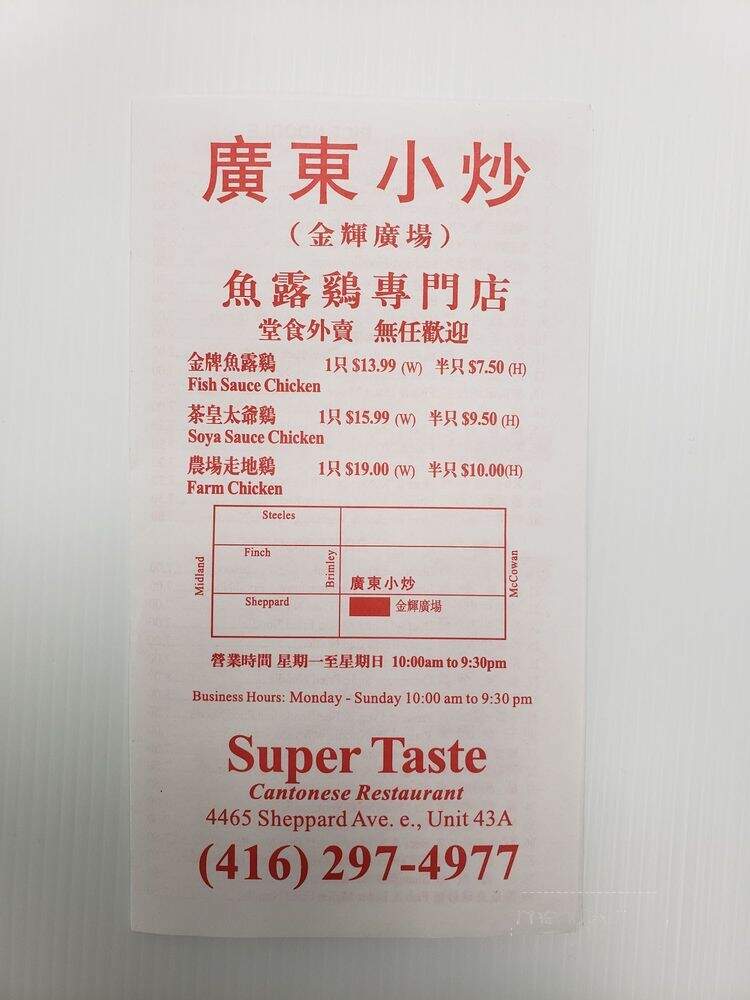 廣東小炒
（金輝廣場）
魚露鷄專門店
堂食外賣 無任歡迎
金牌魚露鷄 1只 $13.99 (W) 半只 $7.50 (H)
Fish Sauce Chicken
茶皇太爺鷄 1只 $15.99 (W) 半只 $9.50 (H)
Soya Sauce Chicken
農場走地鷄 1只 $19.00 (W) 半只 $10.00(H)
Farm Chicken
Steeles
Midland
Finch
Brimley
McCowan
廣東小炒
Sheppard
金輝廣場
營業時間 星期一至星期日 10:00am to 9:30pm
Business Hours: Monday - Sunday 10:00 am to 9:30 pm
Super Taste
Cantonese Restaurant
4465 Sheppard Ave. e., Unit 43A
(416) 297-4977